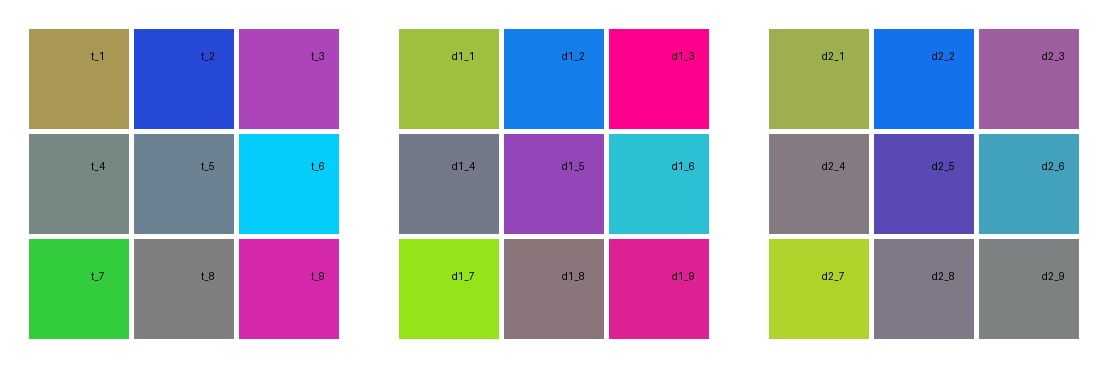 t_1 t_2 t_3 d1_1 d1_2 d1_3 d2_1 d2_2 d2_3
t_4 t_5 t_6 d1_4 d1_5 d1_6 d2_4 d2_5 d2_6
t_7 t_8 t_9 d1_7 d1_8 d1_9 d2_7 d2_8 d2_9